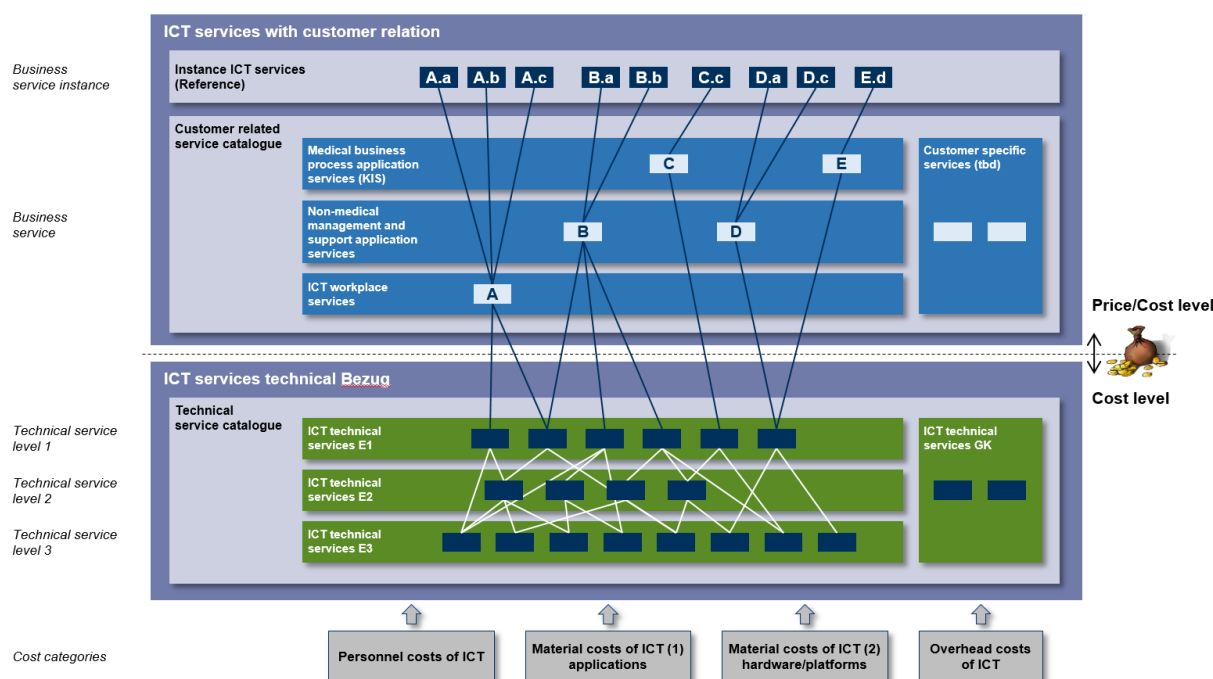 ICT services with customer relation
Business
service instance
Instance ICT services
(Reference)
A.a
A.b
A.c
B.a
B.b
C.c
D.a
D.c
E.d
Customer related
service catalogue
Medical business
process application
services (KIS)
C
E
Customer specific
services (tbd)
Business
service
Non-medical
management and
support application
services
B
D
ICT workplace
services
A
Price/Cost level
Cost level
ICT services technical Bezug
Technical
service catalogue
Technical service
level 1
ICT technical
services E1
ICT technical
services GK
Technical service
level 2
ICT technical
services E2
Technical service
level 3
ICT technical
services E3
Cost categories
Personnel costs of ICT
Material costs of ICT (1)
applications
Material costs of ICT (2)
hardware/platforms
Overhead costs
of ICT